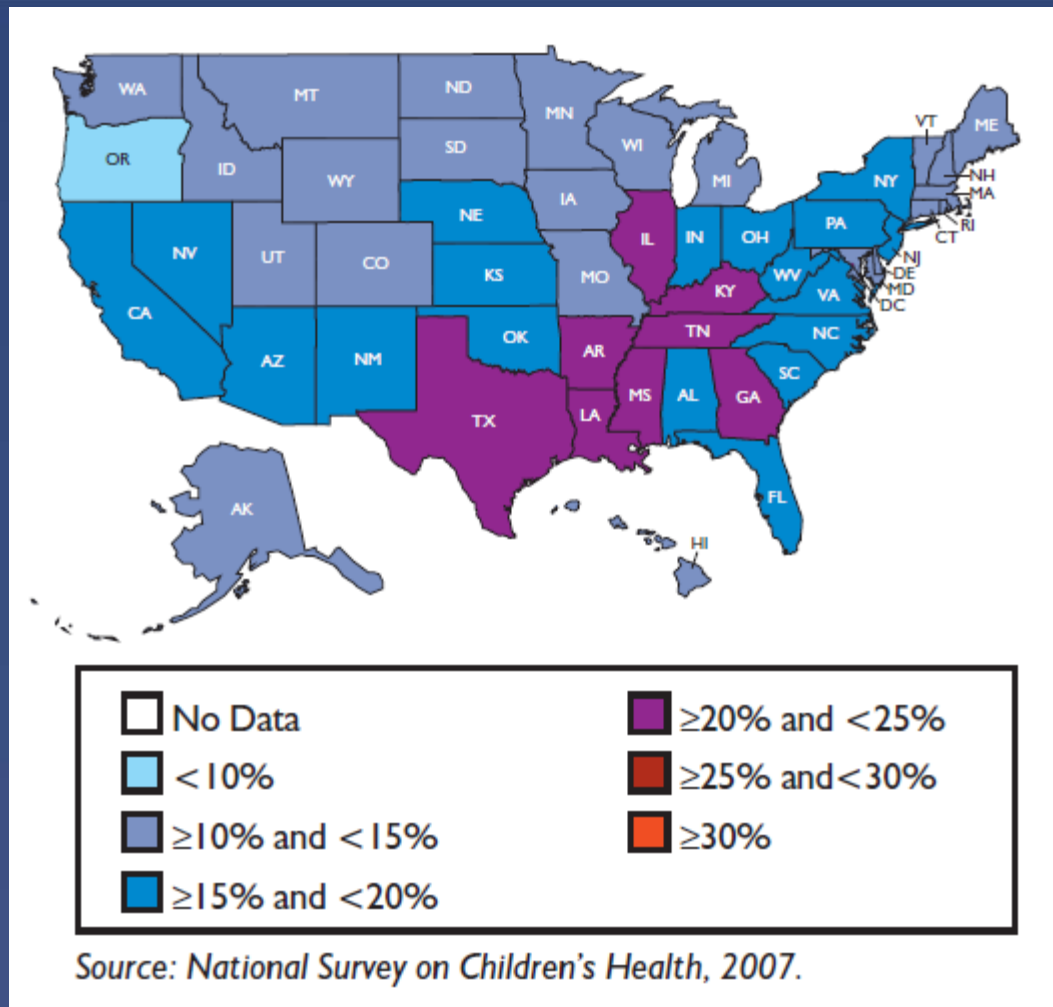 WA
MT
ND
MN
VT
ME
OR
ID
SD
WI
MI
NY
NH
MA
WY
IA
NE
PA
RI
CT
NV
UT
CO
IL
IN
OH
NJ
KS
MO
WV
DE
MD
VA
DC
CA
KY
AZ
NM
OK
AR
TN
NC
TX
LA
MS
AL
GA
SC
FL
AK
HI
No Data
<10%
≥10% and <15%
≥15% and <20%
≥20% and <25%
≥25% and<30%
≥30%
Source: National Survey on Children's Health, 2007.